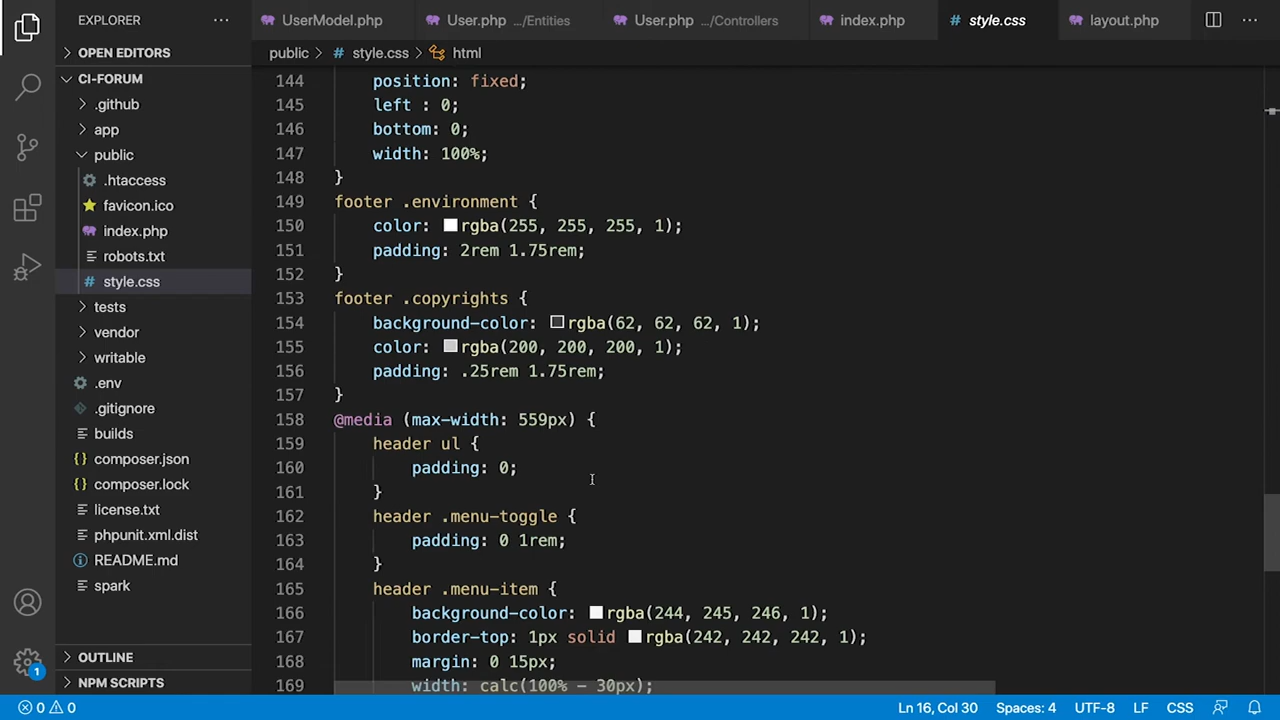 EXPLORER
UserModel.php
User.php .../Entities
User.php .../Controllers
index.php
# style.css
layout.php
public > # style.css > html
OPEN EDITORS
CI-FORUM
.github
app
public
.htaccess
favicon.ico
index.php
robots.txt
# style.css
tests
vendor
writable
.env
.gitignore
builds
{} composer.json
{} composer.lock
license.txt
phpunit.xml.dist
README.md
spark
OUTLINE
NPM SCRIPTS
144 position: fixed;
145 left : 0;
146 bottom: 0;
147 width: 100%;
148 }
149 footer .environment {
150 color: rgba(255, 255, 255, 1);
151 padding: 2rem 1.75rem;
152 }
153 footer .copyrights {
154 background-color: rgba(62, 62, 62, 1);
155 color: rgba(200, 200, 200, 1);
156 padding: .25rem 1.75rem;
157 }
158 @media (max-width: 559px) {
159 header ul {
160 padding: 0;
161 }
162 header .menu-toggle {
163 padding: 0 1rem;
164 }
165 header .menu-item {
166 background-color: rgba(244, 245, 246, 1);
167 border-top: 1px solid rgba(242, 242, 242, 1);
168 margin: 0 15px;
169 width: calc(100% - 30px);
1
0 0
Ln 16, Col 30
Spaces: 4
UTF-8
LF
CSS